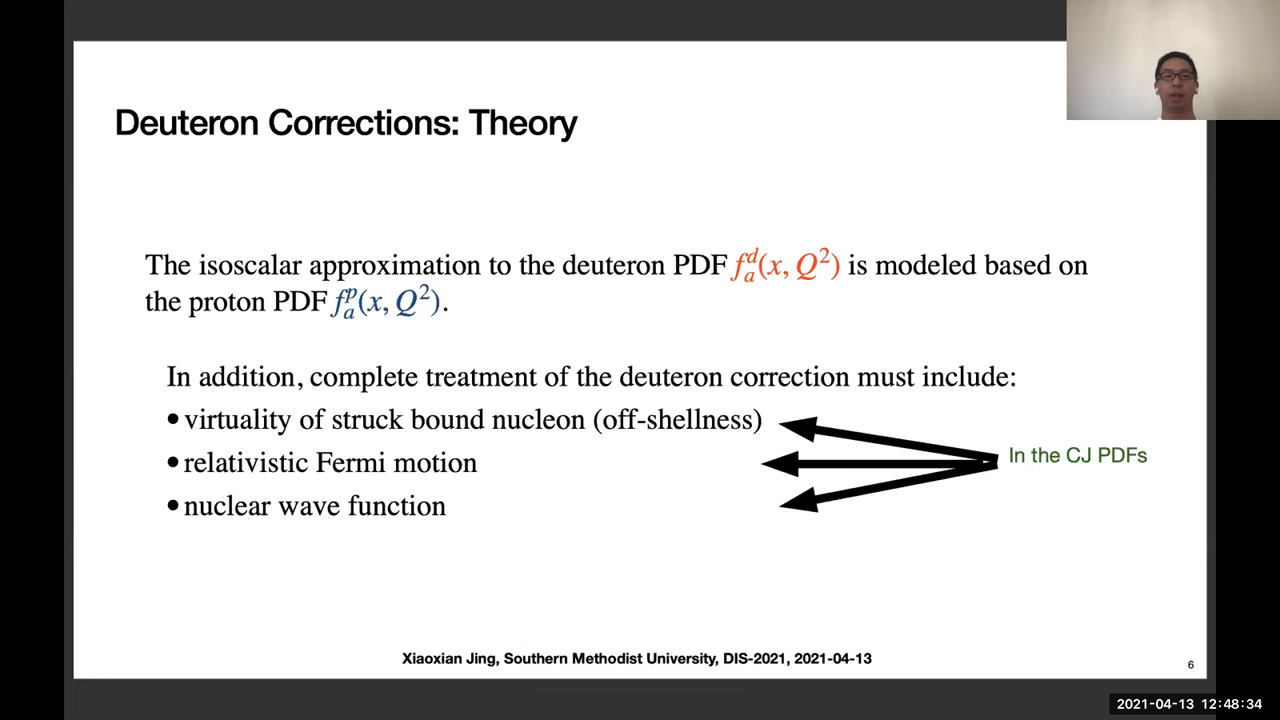 Deuteron Corrections: Theory
The isoscalar approximation to the deuteron PDF f_a^d(x, Q²) is modeled based on
the proton PDF f_a^p(x, Q²).
In addition, complete treatment of the deuteron correction must include:
• virtuality of struck bound nucleon (off-shellness)
• relativistic Fermi motion
• nuclear wave function
In the CJ PDFs
Xiaoxian Jing, Southern Methodist University, DIS-2021, 2021-04-13
6
2021-04-13 12:48:34